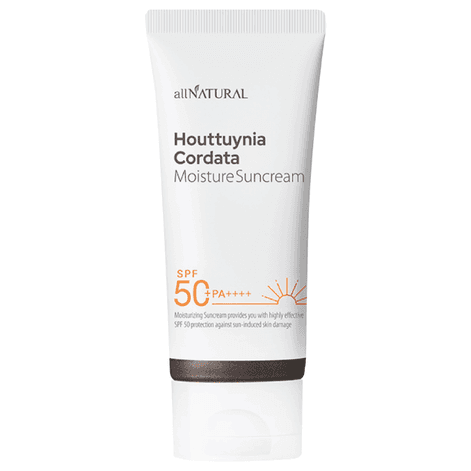 allNATURAL
Houttuynia
Cordata
Moisture Suncream
SPF
50+PA++++
Moisturizing Suncream provides you with highly effective
SPF 50 protection against sun-induced skin damage